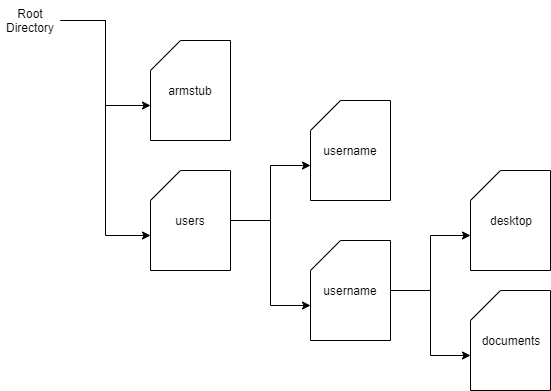 Root
Directory
armstub
users
username
username
desktop
documents